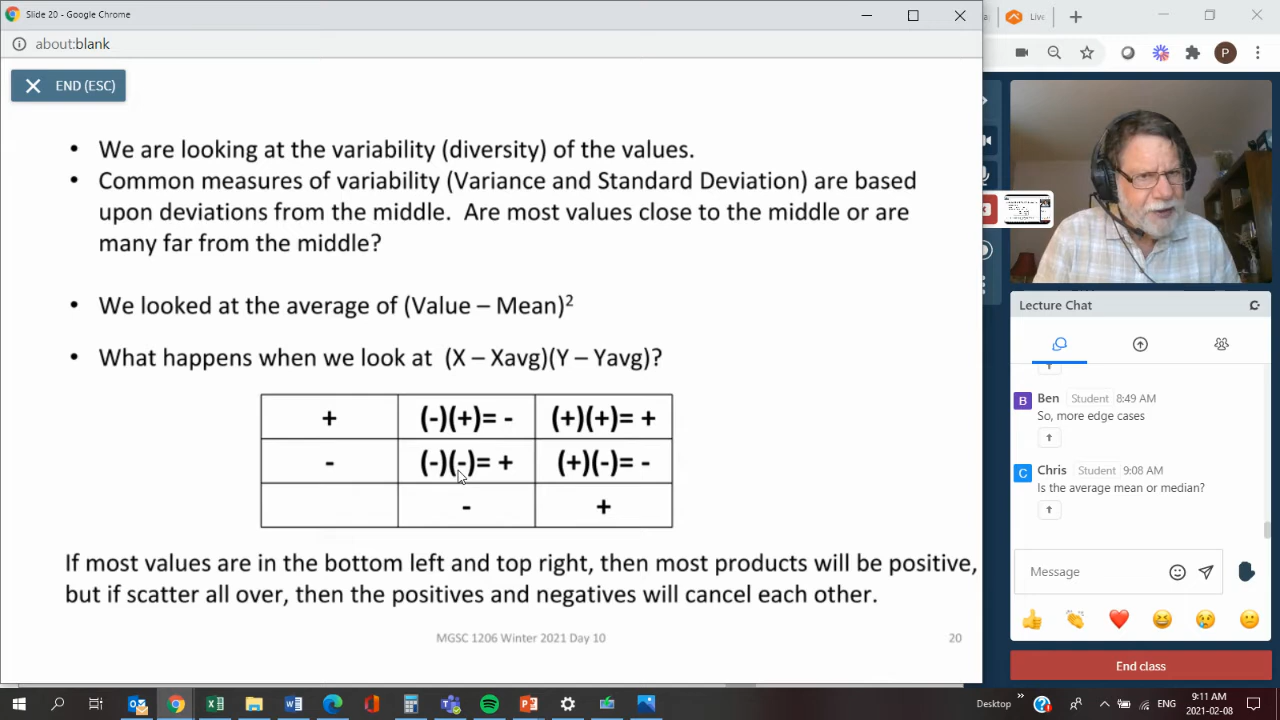 Slide 20 - Google Chrome
Live
about:blank
P
END (ESC)
• We are looking at the variability (diversity) of the values.
• Common measures of variability (Variance and Standard Deviation) are based
upon deviations from the middle. Are most values close to the middle or are
many far from the middle?
• We looked at the average of (Value – Mean)²
• What happens when we look at (X – Xavg)(Y – Yavg)?
+ (-)(+)= - (+)(+)= +
- (-)(-)= + (+)(-)= -
- +
If most values are in the bottom left and top right, then most products will be positive,
but if scatter all over, then the positives and negatives will cancel each other.
MGSC 1206 Winter 2021 Day 10
20
Lecture Chat
B Ben Student 8:49 AM
So, more edge cases
C Chris Student 9:08 AM
Is the average mean or median?
Message
End class
Desktop
ENG
9:11 AM
2021-02-08